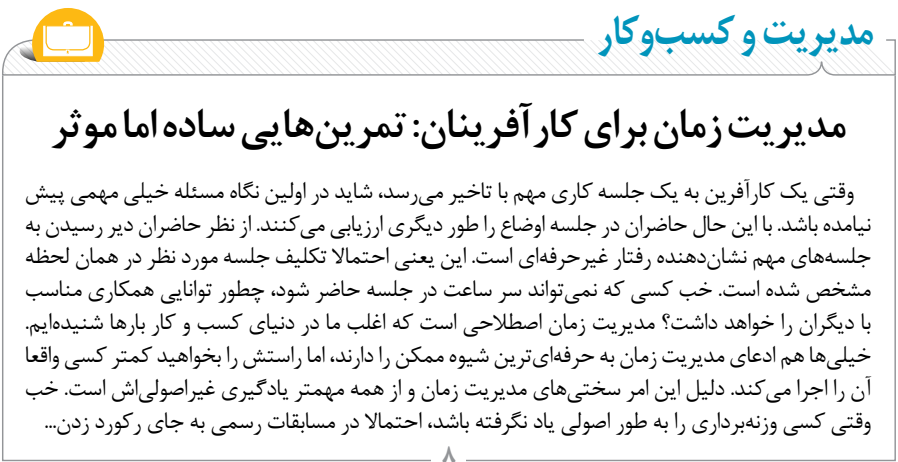 مدیریت و کسب‌وکار
مدیریت زمان برای کارآفرینان: تمرین‌هایی ساده اما موثر
وقتی یک کارآفرین به یک جلسه کاری مهم با تاخیر می‌رسد، شاید در اولین نگاه مسئله خیلی مهمی پیش
نیامده باشد. با این حال حاضران در جلسه اوضاع را طور دیگری ارزیابی می‌کنند. از نظر حاضران دیر رسیدن به
جلسه‌های مهم نشان‌دهنده رفتار غیرحرفه‌ای است. این یعنی احتمالا تکلیف جلسه مورد نظر در همان لحظه
مشخص شده است. خب کسی که نمی‌تواند سر ساعت در جلسه حاضر شود، چطور توانایی همکاری مناسب
با دیگران را خواهد داشت؟ مدیریت زمان اصطلاحی است که اغلب ما در دنیای کسب و کار بارها شنیده‌ایم.
خیلی‌ها هم ادعای مدیریت زمان به حرفه‌ای‌ترین شیوه ممکن را دارند، اما راستش را بخواهید کمتر کسی واقعا
آن را اجرا می‌کند. دلیل این امر سختی‌های مدیریت زمان و از همه مهمتر یادگیری غیراصولی‌اش است. خب
وقتی کسی وزنه‌برداری را به طور اصولی یاد نگرفته باشد، احتمالا در مسابقات رسمی به جای رکورد زدن...
۸